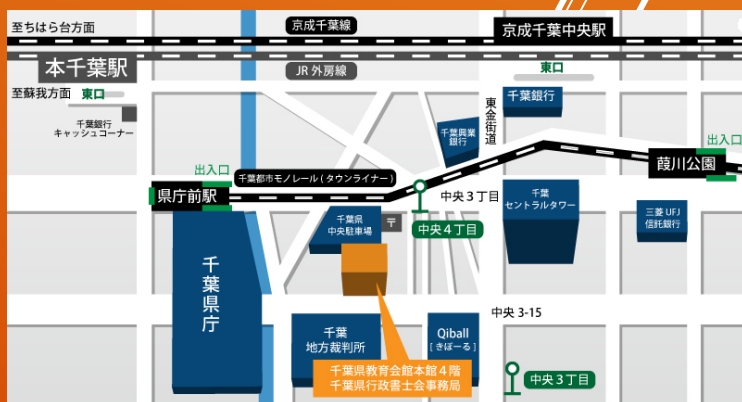 至ちはら台方面
京成千葉線
京成千葉中央駅
本千葉駅
JR 外房線
東口
至蘇我方面 東口
千葉銀行
千葉銀行
キャッシュコーナー
東金街道
千葉興業
銀行
出入口
出入口
千葉都市モノレール ( タウンライナー )
葭川公園
県庁前駅
中央 3 丁目
千葉
セントラルタワー
千葉県
中央駐車場
〒
中央 4 丁目
三菱 UFJ
信託銀行
千葉県庁
中央 3-15
千葉
地方裁判所
Qiball
[ きぼーる ]
千葉県教育会館本館 4 階
千葉県行政書士会事務局
中央 3 丁目